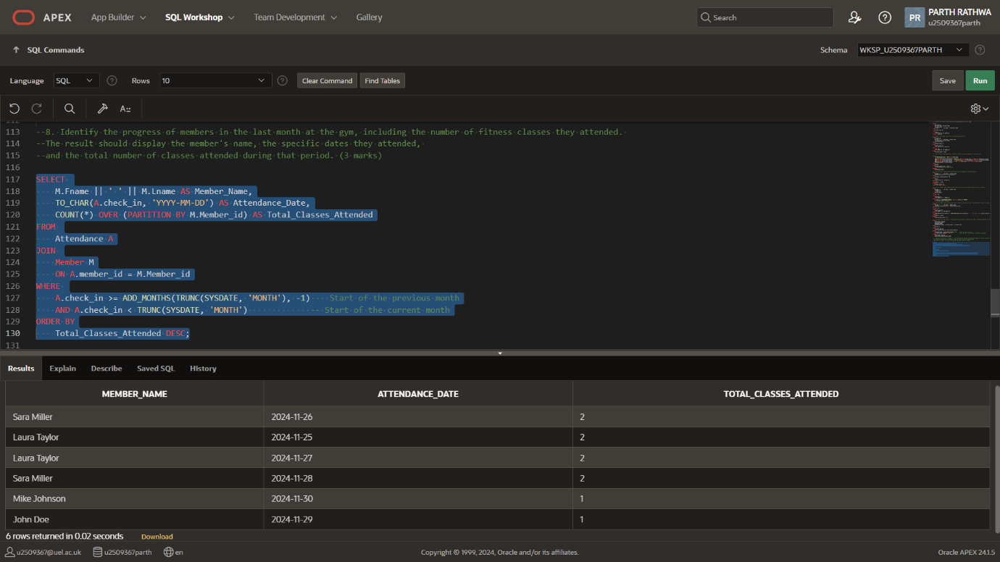 APEX App Builder SQL Workshop Team Development Gallery Search PR PARTH RATHWA
u2509367parth
SQL Commands Schema WKSP_U2509367PARTH
Language SQL Rows 10 Clear Command Find Tables Save Run
A::
112
113 --8. Identify the progress of members in the last month at the gym, including the number of fitness classes they attended.
114 --The result should display the member's name, the specific dates they attended,
115 --and the total number of classes attended during that period. (3 marks)
116
117 SELECT
118 M.Fname || ' ' || M.Lname AS Member_Name,
119 TO_CHAR(A.check_in, 'YYYY-MM-DD') AS Attendance_Date,
120 COUNT(*) OVER (PARTITION BY M.Member_id) AS Total_Classes_Attended
121 FROM
122 Attendance A
123 JOIN
124 Member M
125 ON A.member_id = M.Member_id
126 WHERE
127 A.check_in >= ADD_MONTHS(TRUNC(SYSDATE, 'MONTH'), -1) -- Start of the previous month
128 AND A.check_in < TRUNC(SYSDATE, 'MONTH') -- Start of the current month
129 ORDER BY
130 Total_Classes_Attended DESC;
131
Results Explain Describe Saved SQL History
MEMBER_NAME ATTENDANCE_DATE TOTAL_CLASSES_ATTENDED
Sara Miller 2024-11-26 2
Laura Taylor 2024-11-25 2
Laura Taylor 2024-11-27 2
Sara Miller 2024-11-28 2
Mike Johnson 2024-11-30 1
John Doe 2024-11-29 1
6 rows returned in 0.02 seconds Download
u2509367@uel.ac.uk u2509367parth en Copyright © 1999, 2024, Oracle and/or its affiliates. Oracle APEX 24.1.5